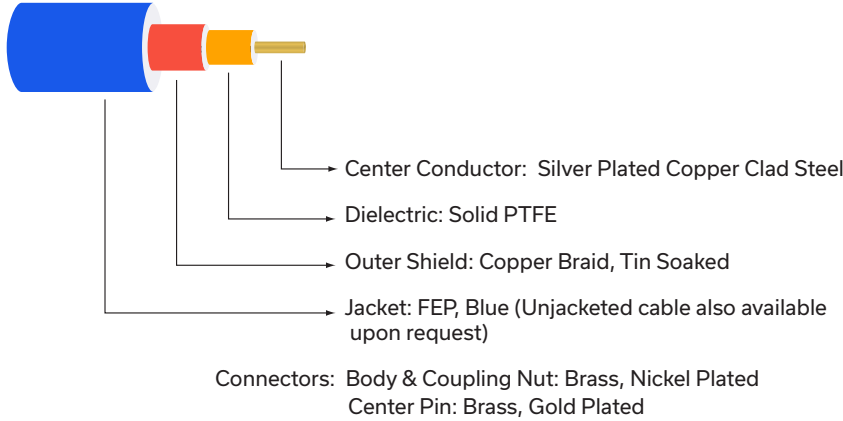 Center Conductor: Silver Plated Copper Clad Steel
Dielectric: Solid PTFE
Outer Shield: Copper Braid, Tin Soaked
Jacket: FEP, Blue (Unjacketed cable also available
upon request)
Connectors: Body & Coupling Nut: Brass, Nickel Plated
Center Pin: Brass, Gold Plated